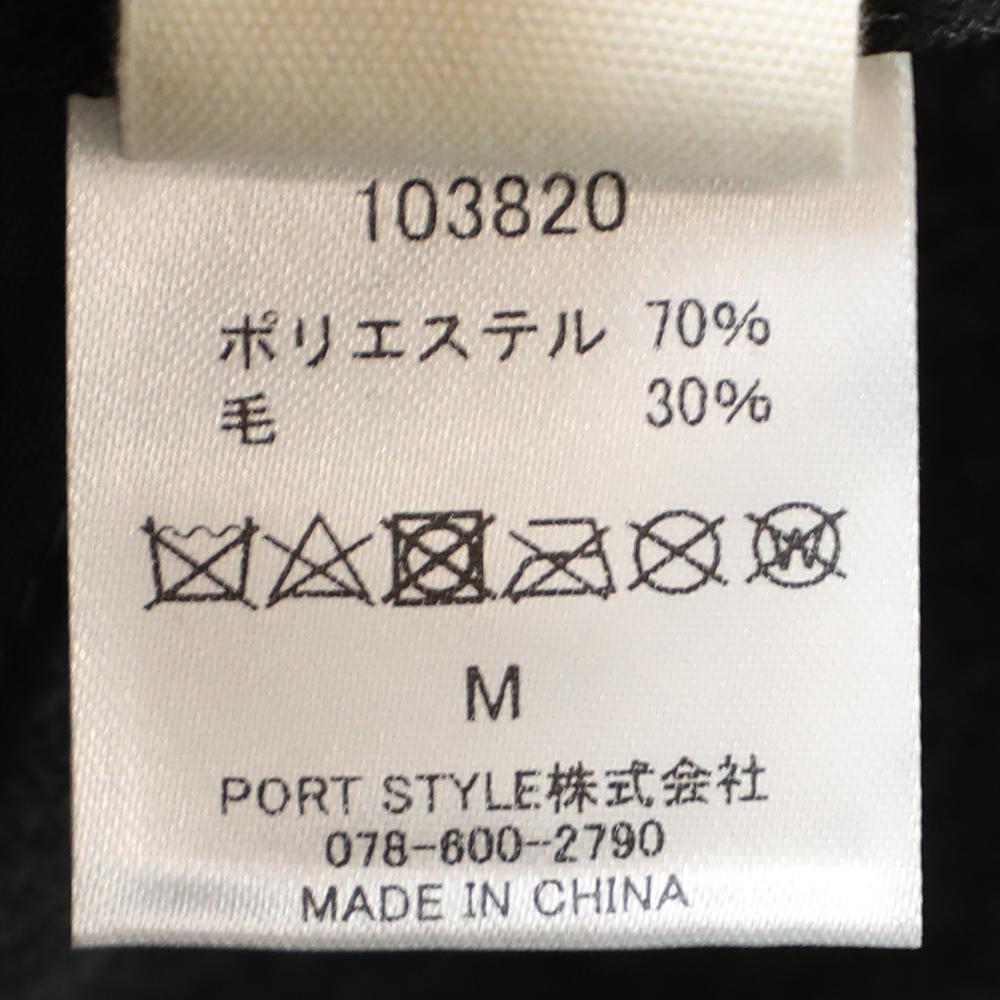 103820
ポリエステル 70%
毛 30%
W
M
PORT STYLE株式会社
078-600-2790
MADE IN CHINA